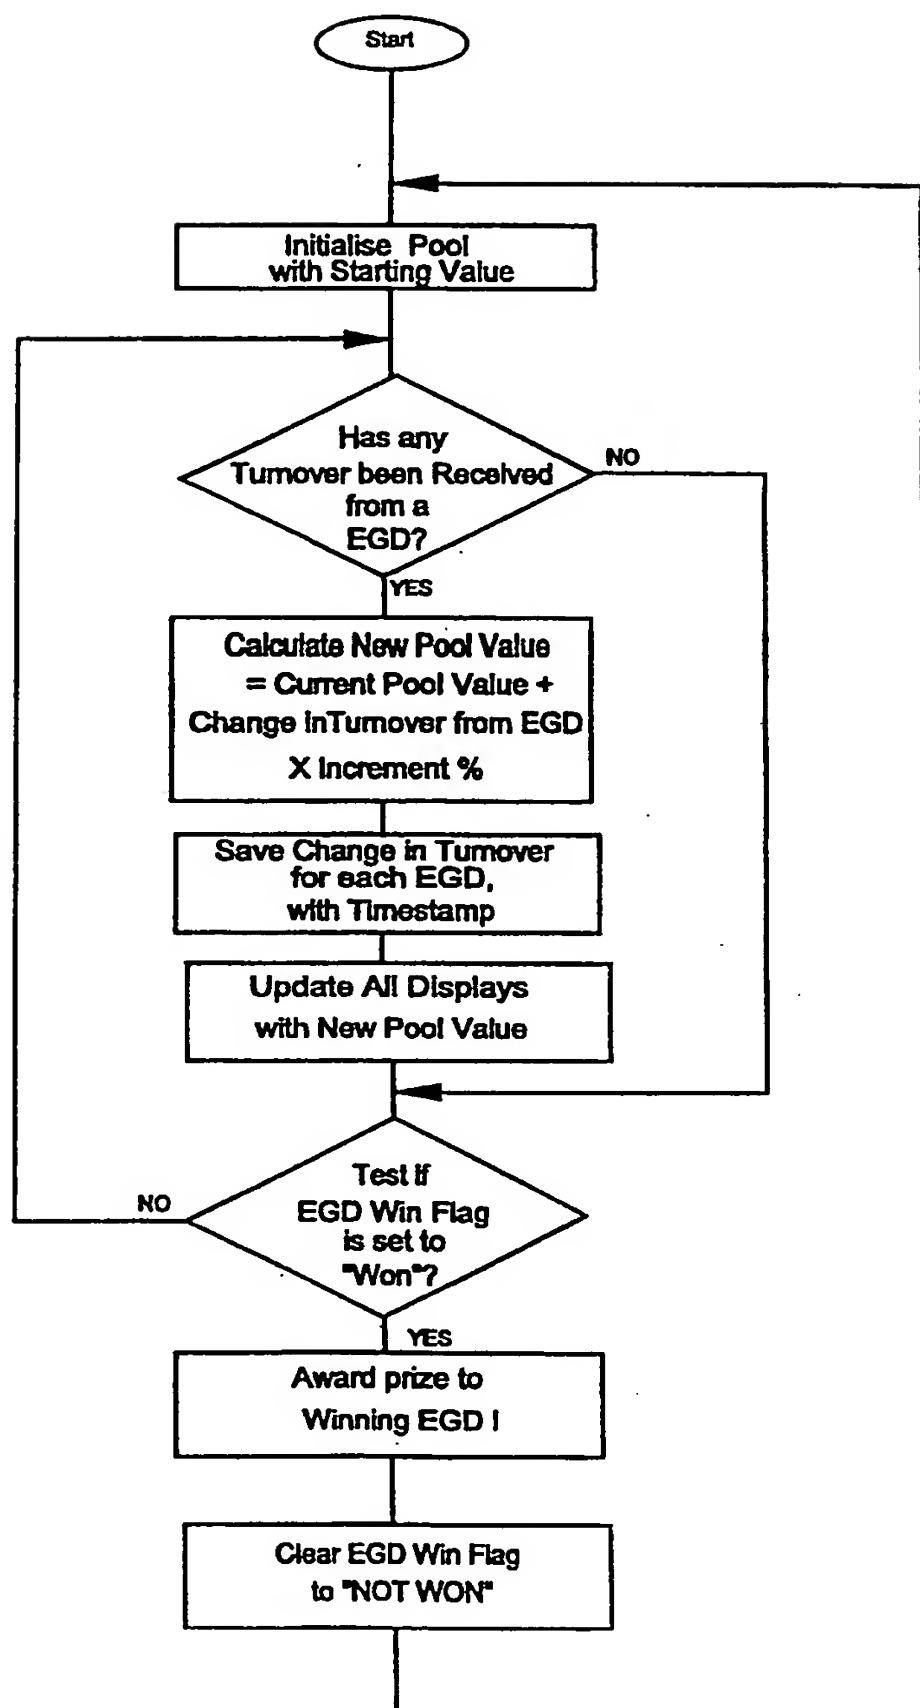 Start
Initialise Pool
with Starting Value
Has any
Turnover been Received
from a
EGD?
NO
YES
Calculate New Pool Value
= Current Pool Value +
Change inTurnover from EGD
X Increment %
Save Change in Turnover
for each EGD,
with Timestamp
Update All Displays
with New Pool Value
Test if
EGD Win Flag
is set to
"Won"?
NO
YES
Award prize to
Winning EGD !
Clear EGD Win Flag
to "NOT WON"